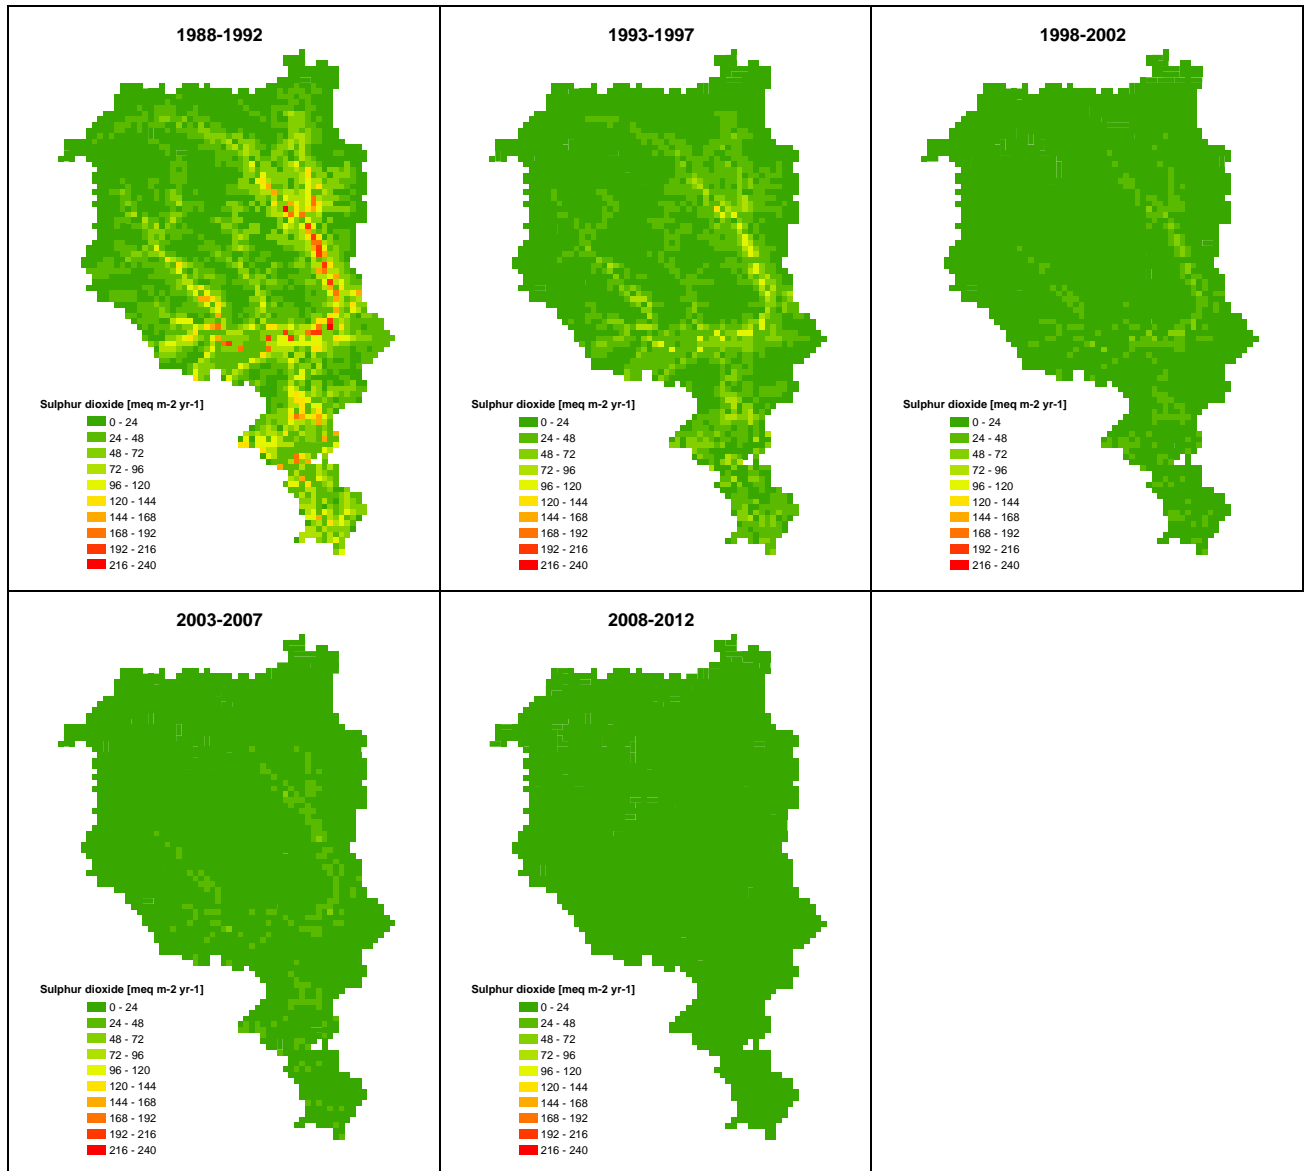 1988-1992
Sulphur dioxide [meq m-2 yr-1]
0 - 24
24 - 48
48 - 72
72 - 96
96 - 120
120 - 144
144 - 168
168 - 192
192 - 216
216 - 240
1993-1997
Sulphur dioxide [meq m-2 yr-1]
0 - 24
24 - 48
48 - 72
72 - 96
96 - 120
120 - 144
144 - 168
168 - 192
192 - 216
216 - 240
1998-2002
Sulphur dioxide [meq m-2 yr-1]
0 - 24
24 - 48
48 - 72
72 - 96
96 - 120
120 - 144
144 - 168
168 - 192
192 - 216
216 - 240
2003-2007
Sulphur dioxide [meq m-2 yr-1]
0 - 24
24 - 48
48 - 72
72 - 96
96 - 120
120 - 144
144 - 168
168 - 192
192 - 216
216 - 240
2008-2012
Sulphur dioxide [meq m-2 yr-1]
0 - 24
24 - 48
48 - 72
72 - 96
96 - 120
120 - 144
144 - 168
168 - 192
192 - 216
216 - 240